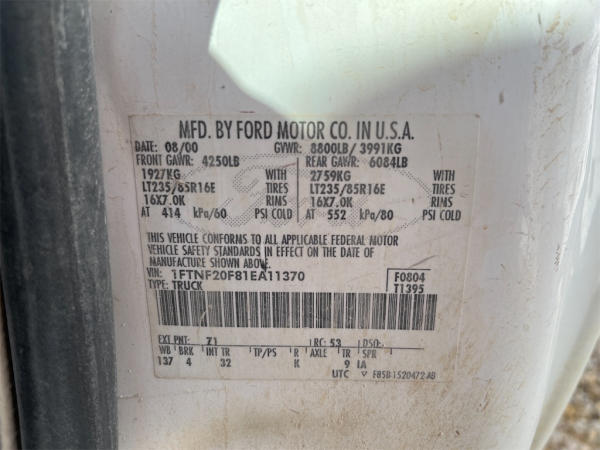 MFD. BY FORD MOTOR CO. IN U.S.A.
DATE: 08/00 GVWR: 8800LB/ 3991KG
FRONT GAWR: 4250LB REAR GAWR: 6084LB
1927KG WITH 2759KG WITH
LT235/85R16E TIRES LT235/85R16E TIRES
16X7.0K RIMS 16X7.0K RIMS
AT 414 kPa/60 PSI COLD AT 552 kPa/80 PSI COLD
THIS VEHICLE CONFORMS TO ALL APPLICABLE FEDERAL MOTOR
VEHICLE SAFETY STANDARDS IN EFFECT ON THE DATE OF
MANUFACTURE SHOWN ABOVE.
VIN: 1FTNF20F81EA11370 F0804
TYPE: TRUCK T1395
EXT PNT: Z1 RC: 53 DSO:
WB BRK INT TR TP/PS R AXLE TR SPR
137 4 32 K 9 IA
UTC F85B 1520472 AB